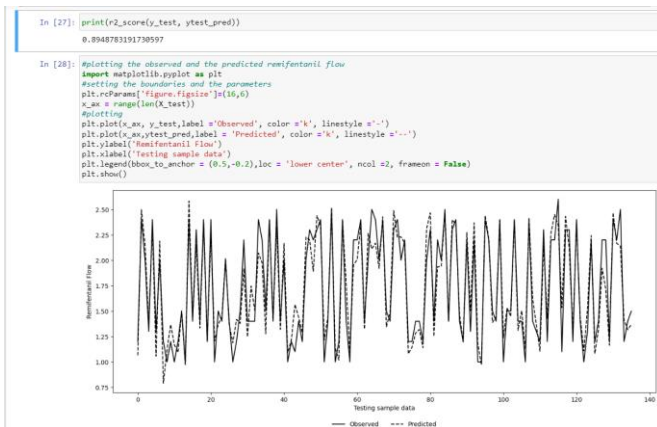 In [27]: print(r2_score(y_test, ytest_pred))
0.8948783191730597
In [28]: #plotting the observed and the predicted remifentanil flow
import matplotlib.pyplot as plt
#setting the boundaries and the parameters
plt.rcParams['figure.figsize']=(16,6)
x_ax = range(len(X_test))
#plotting
plt.plot(x_ax, y_test,label ='Observed', color ='k', linestyle ='-')
plt.plot(x_ax,ytest_pred,label = 'Predicted', color ='k', linestyle ='--')
plt.ylabel('Remifentanil Flow')
plt.xlabel('Testing sample data')
plt.legend(bbox_to_anchor = (0.5,-0.2),loc = 'lower center', ncol =2, frameon = False)
plt.show()
2.50
2.25
2.00
1.75
1.50
1.25
1.00
0.75
Remifentanil Flow
0 20 40 60 80 100 120 140
Testing sample data
Observed Predicted